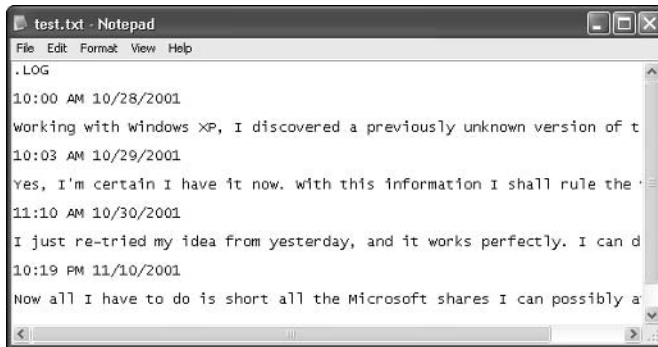 test.txt - Notepad
File Edit Format View Help
.LOG
10:00 AM 10/28/2001
Working with Windows XP, I discovered a previously unknown version of t
10:03 AM 10/29/2001
Yes, I'm certain I have it now. With this information I shall rule the
11:10 AM 10/30/2001
I just re-tried my idea from yesterday, and it works perfectly. I can d
10:19 PM 11/10/2001
Now all I have to do is short all the Microsoft shares I can possibly a